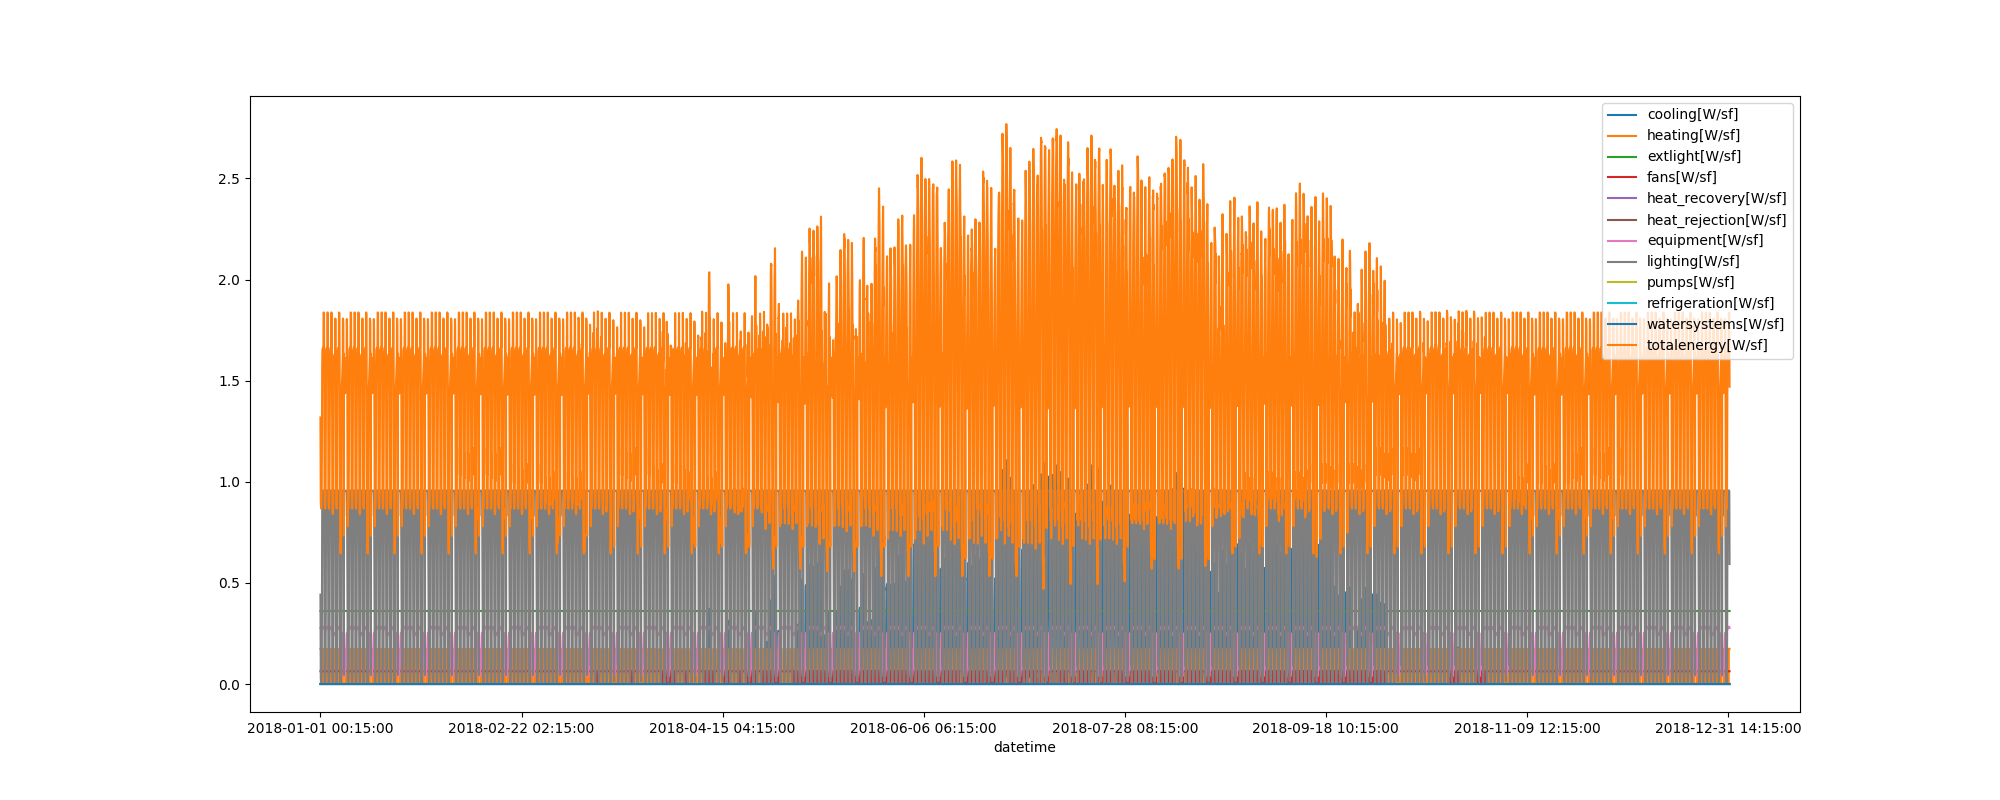 cooling[W/sf]
heating[W/sf]
extlight[W/sf]
fans[W/sf]
heat_recovery[W/sf]
heat_rejection[W/sf]
equipment[W/sf]
lighting[W/sf]
pumps[W/sf]
refrigeration[W/sf]
watersystems[W/sf]
totalenergy[W/sf]
2.5
2.0
1.5
1.0
0.5
0.0
2018-01-01 00:15:00 2018-02-22 02:15:00 2018-04-15 04:15:00 2018-06-06 06:15:00 2018-07-28 08:15:00 2018-09-18 10:15:00 2018-11-09 12:15:00 2018-12-31 14:15:00
datetime